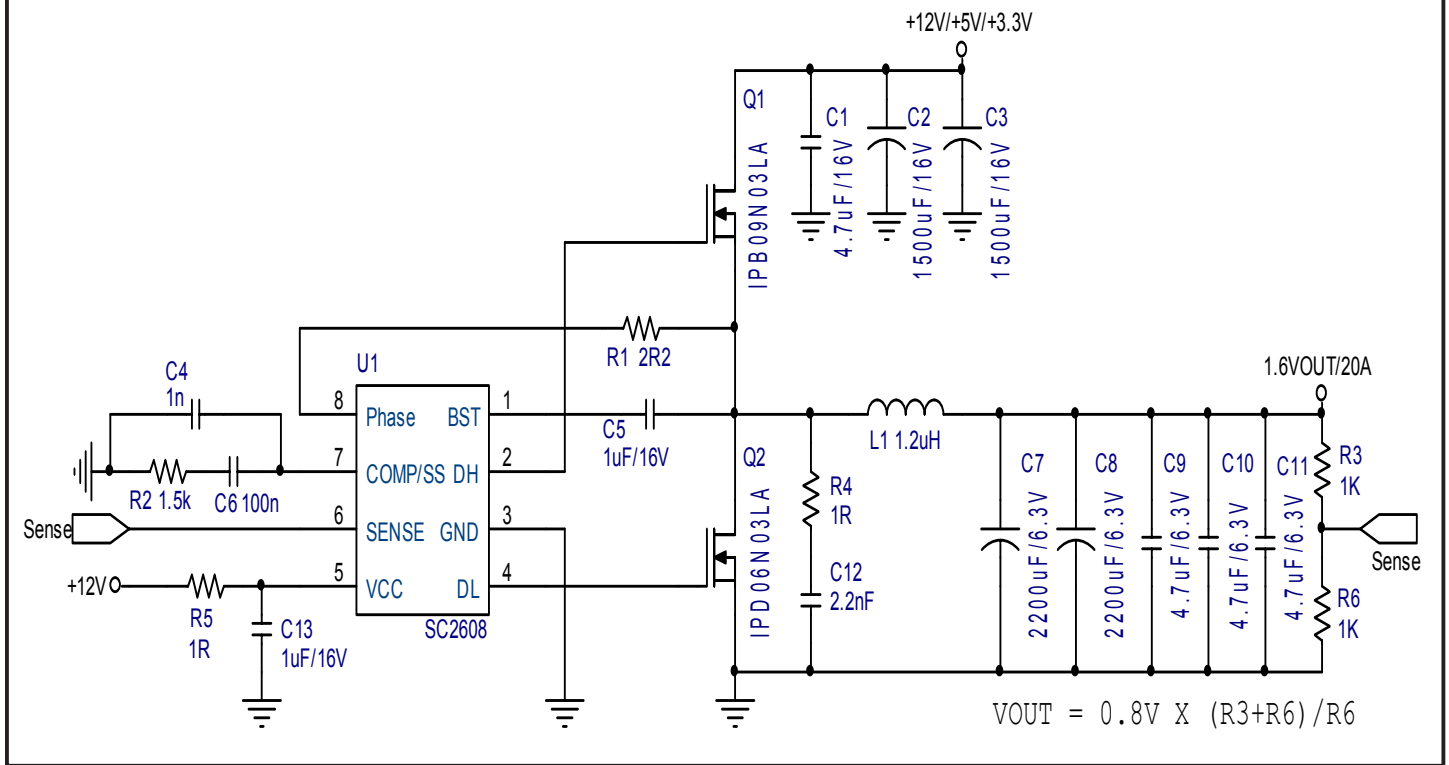 +12V/+5V/+3.3V
Q1
IPB09N03LA
C1
4.7uF/16V
C2
1500uF/16V
C3
1500uF/16V
R1 2R2
U1
C4
1n
R2 1.5k
C6 100n
Sense
+12V
R5
1R
C13
1uF/16V
8
7
6
5
Phase BST
COMP/SS DH
SENSE GND
VCC DL
1
2
3
4
SC2608
C5
1uF/16V
Q2
IPD06N03LA
R4
1R
C12
2.2nF
L1 1.2uH
1.6VOUT/20A
C7
2200uF/6.3V
C8
2200uF/6.3V
C9
4.7uF/6.3V
C10
4.7uF/6.3V
C11
4.7uF/6.3V
R3
1K
Sense
R6
1K
VOUT = 0.8V X (R3+R6)/R6